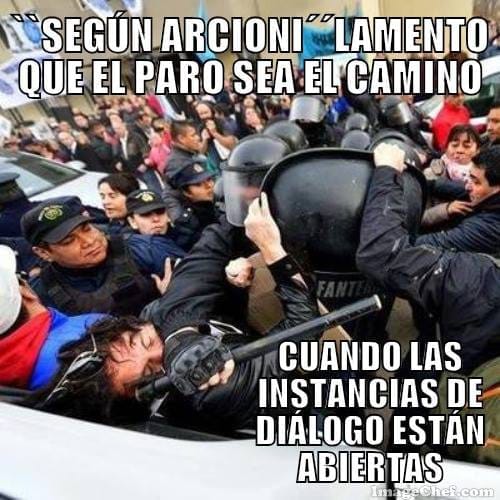 ``SEGÚN ARCIONI´´LAMENTO
QUE EL PARO SEA EL CAMINO
FANTE
CUANDO LAS
INSTANCIAS DE
DIÁLOGO ESTÁN
ABIERTAS
ImageChef.com